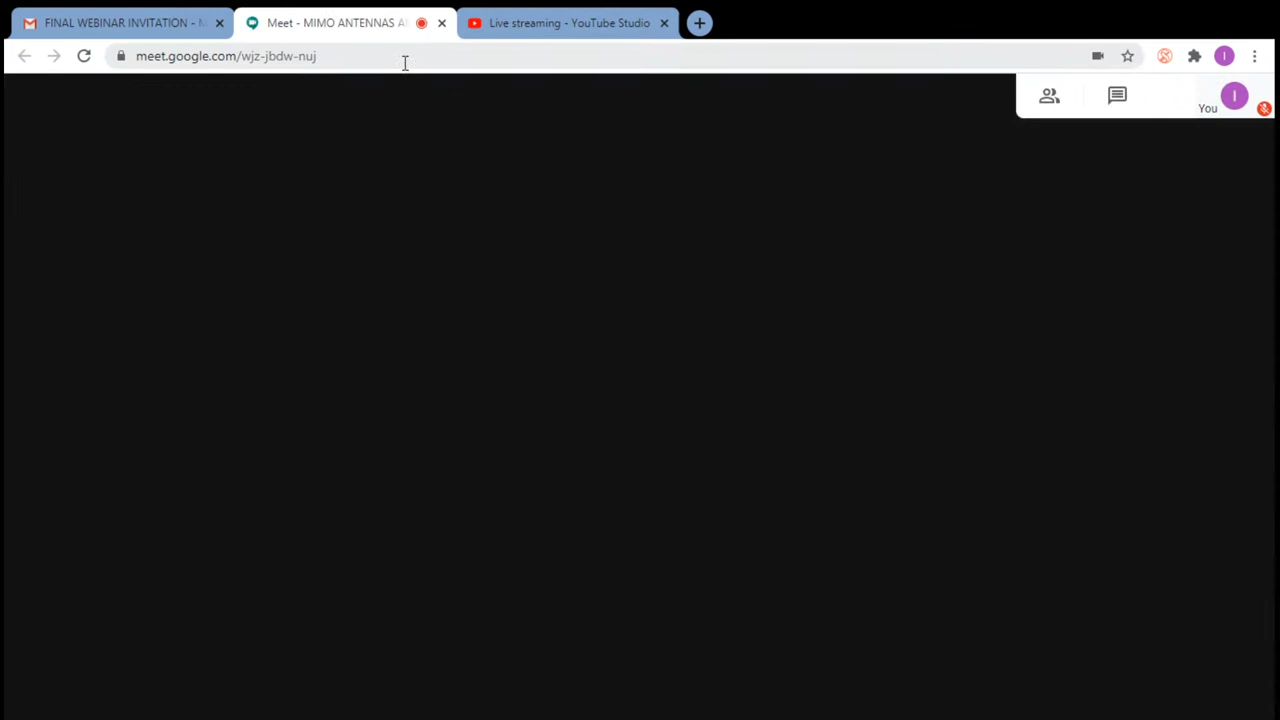 FINAL WEBINAR INVITATION -
Meet - MIMO ANTENNAS
Live streaming - YouTube Studio
meet.google.com/wjz-jbdw-nuj
I
You
I